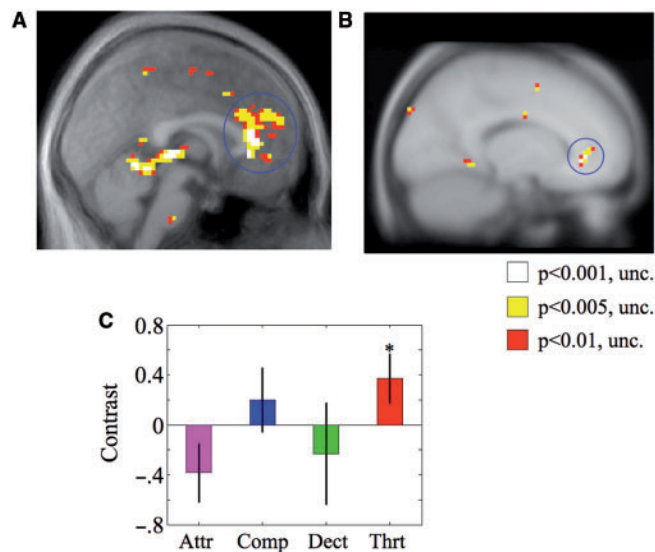 A
B
p<0.001, unc.
p<0.005, unc.
p<0.01, unc.
C
0.8
0.4
0
-.4
-.8
Contrast
*
Attr Comp Dect Thrt